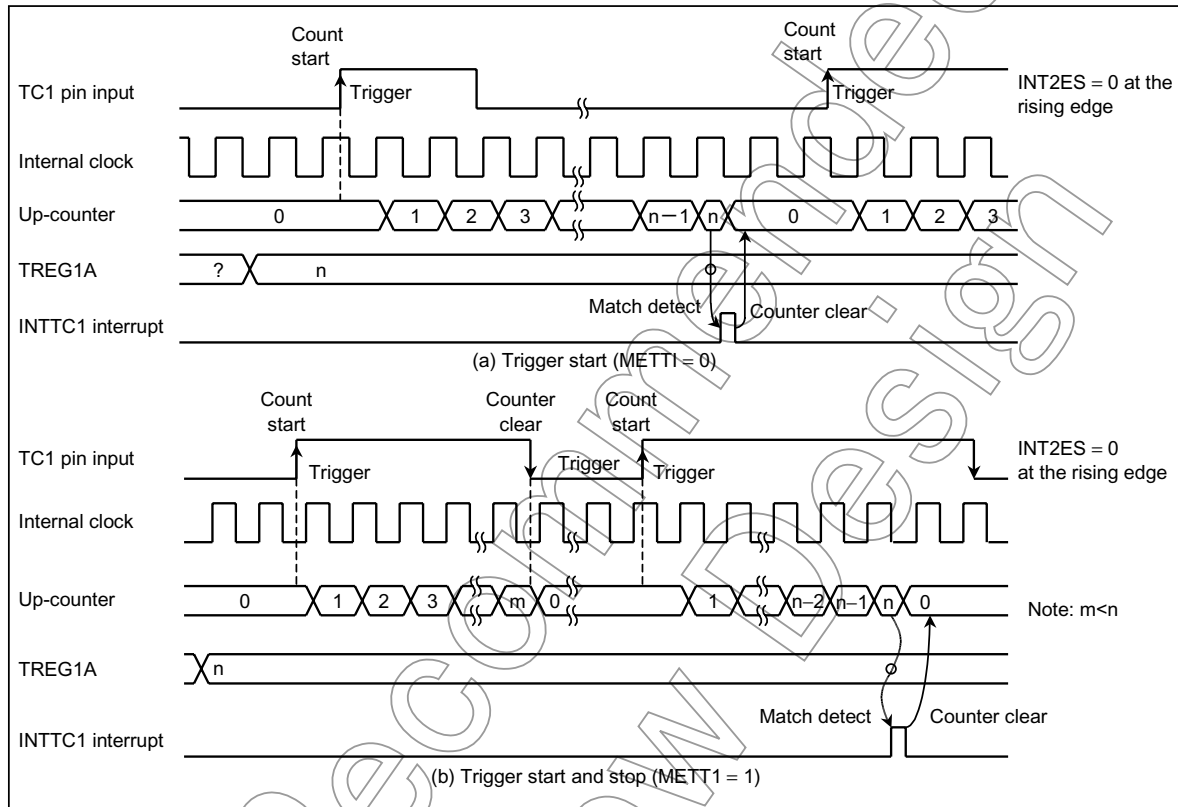 Count start Count start
TC1 pin input Trigger Trigger INT2ES = 0 at the rising edge
Internal clock
Up-counter 0 1 2 3 n−1 n 0 1 2 3
TREG1A ? n
Match detect Counter clear
INTTC1 interrupt
(a) Trigger start (METTI = 0)
Count start Counter clear Count start
TC1 pin input Trigger Trigger Trigger INT2ES = 0 at the rising edge
Internal clock
Up-counter 0 1 2 3 m 0 1 n−2 n−1 n 0 Note: m<n
TREG1A n
Match detect Counter clear
INTTC1 interrupt
(b) Trigger start and stop (METT1 = 1)